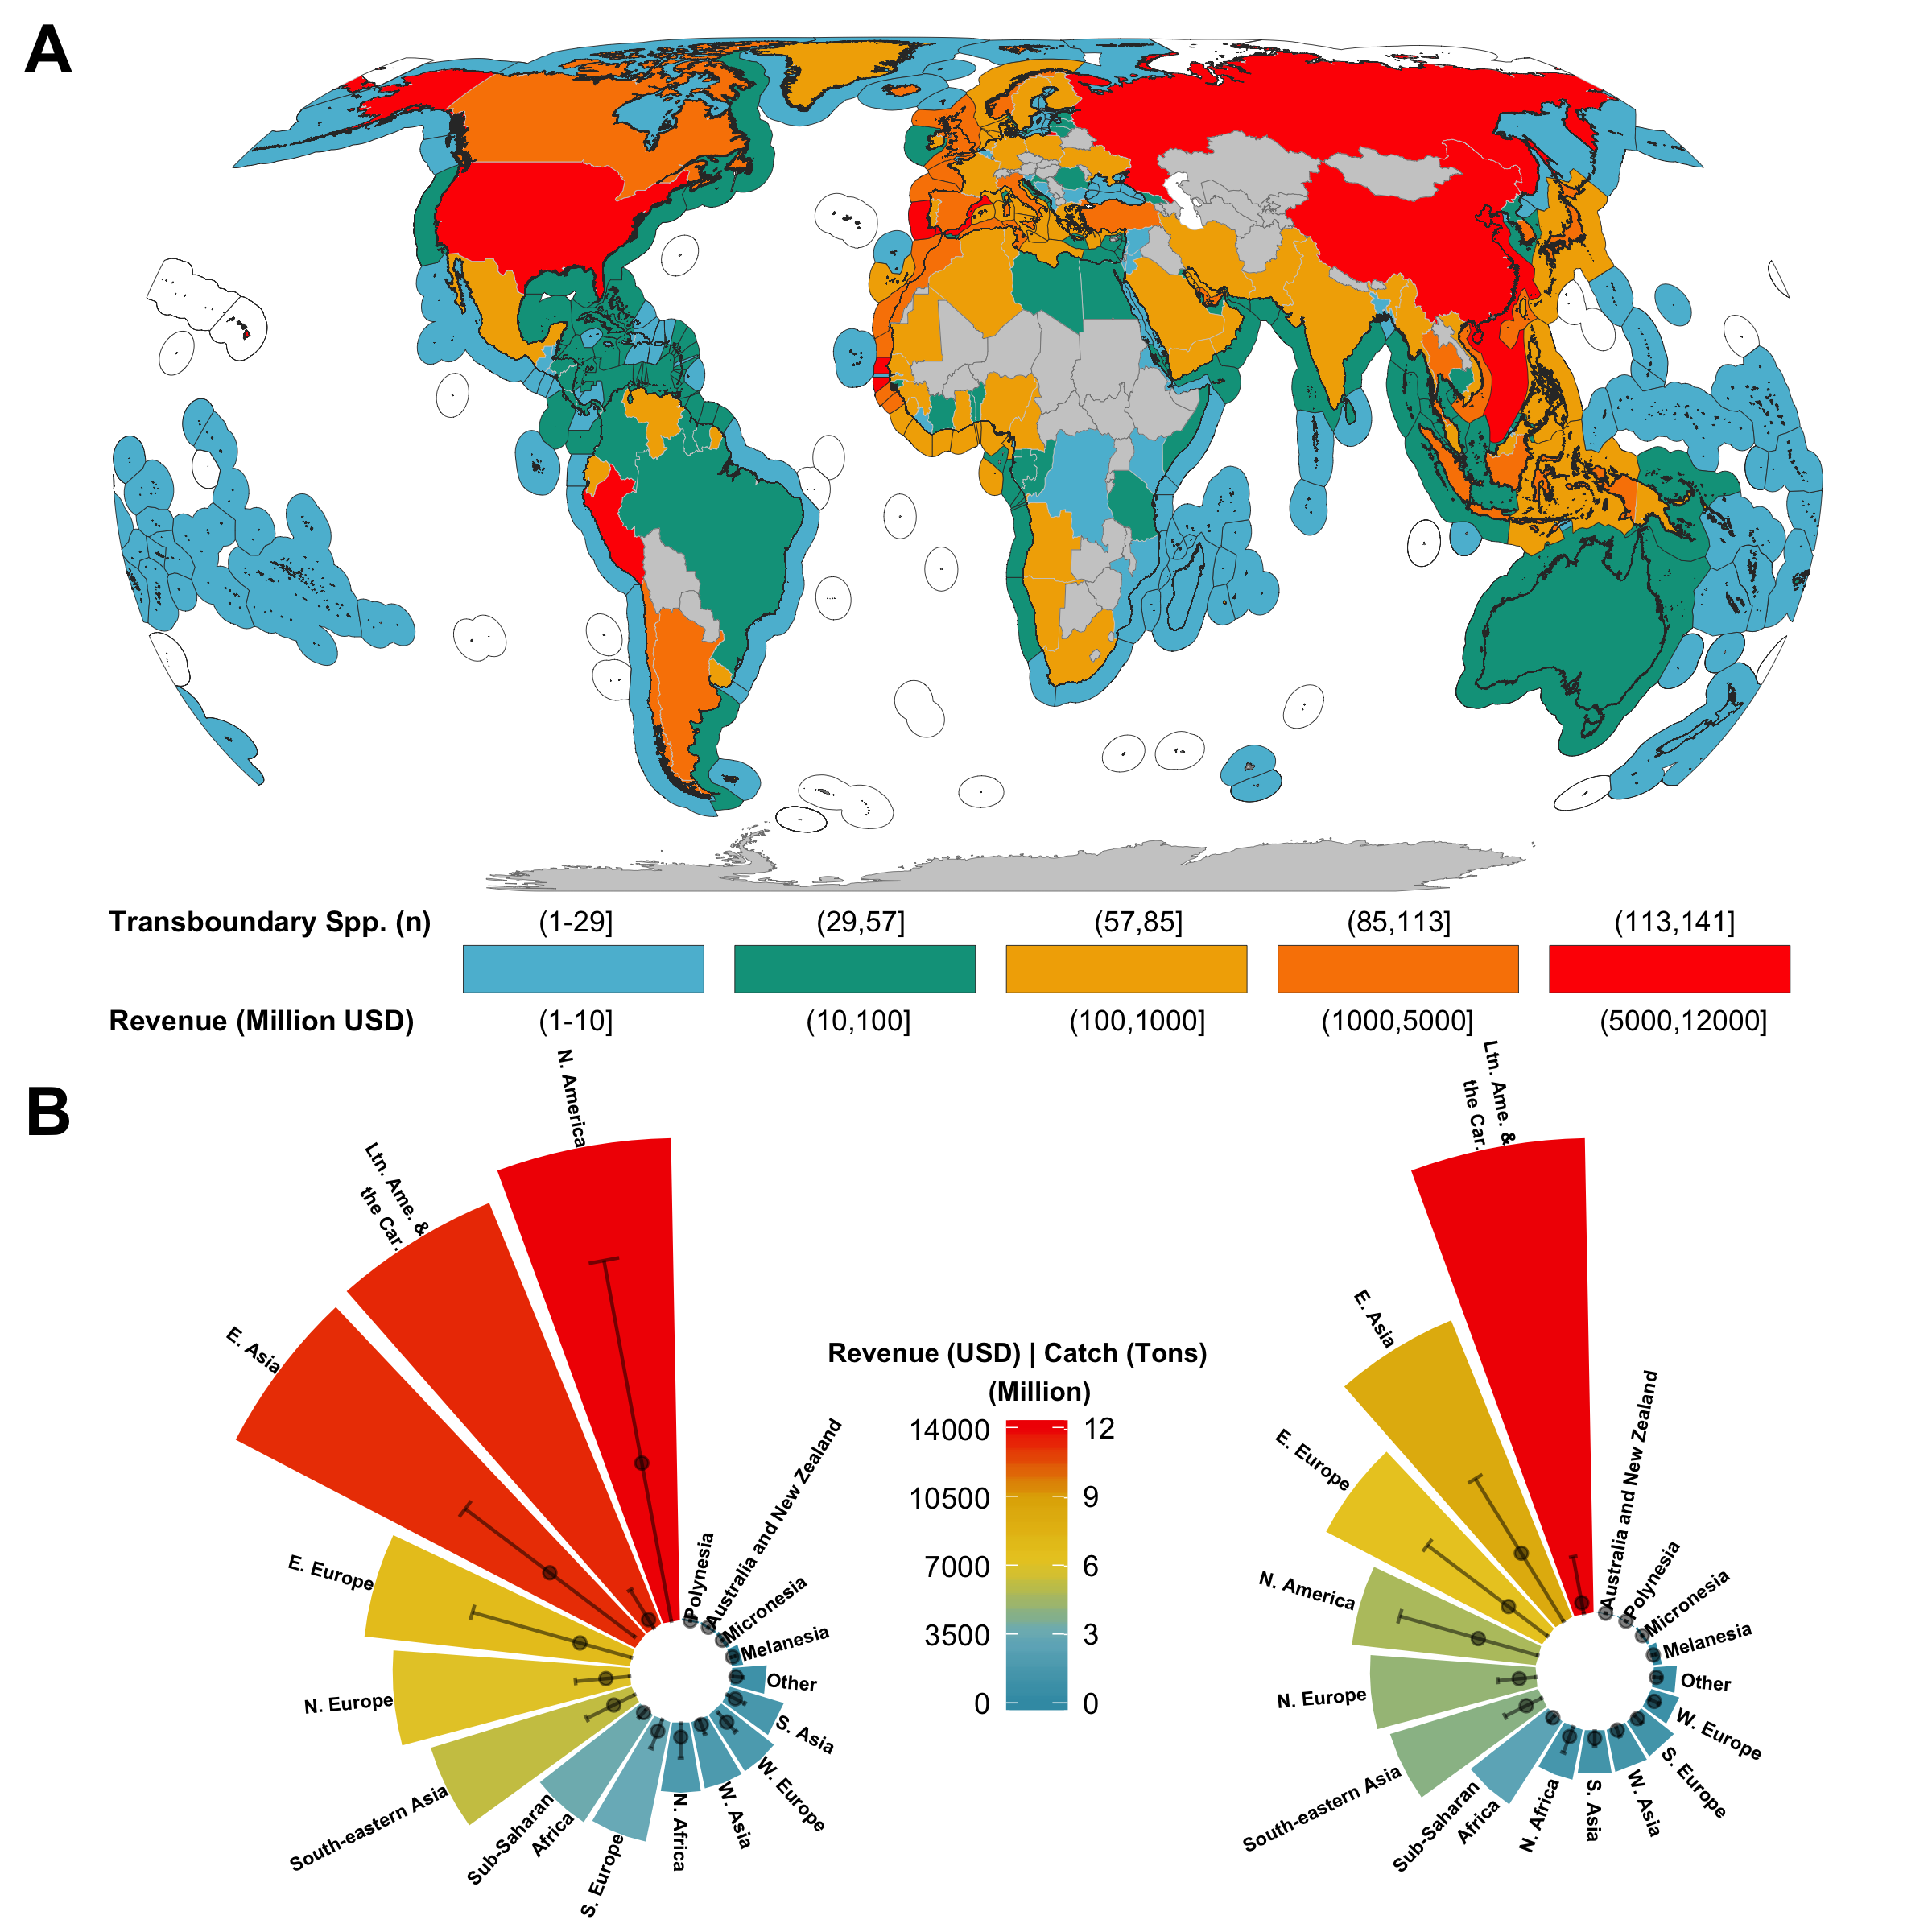 A
Transboundary Spp. (n)
(1-29]
(29,57]
(57,85]
(85,113]
(113,141]
Revenue (Million USD)
(1-10]
(10,100]
(100,1000]
(1000,5000]
(5000,12000]
B
N. America
Ltn. Ame. &
the Car.
E. Asia
E. Europe
N. Europe
South-eastern Asia
Sub-Saharan
Africa
S. Europe
N. Africa
W. Asia
W. Europe
S. Asia
Other
Melanesia
Micronesia
Australia and New Zealand
Polynesia
Revenue (USD) | Catch (Tons)
(Million)
14000
12
10500
9
7000
6
3500
3
0
0
Ltn. Ame. &
the Car.
E. Asia
E. Europe
N. America
N. Europe
South-eastern Asia
Sub-Saharan
Africa
N. Africa
S. Asia
W. Asia
S. Europe
W. Europe
Other
Melanesia
Micronesia
Polynesia
Australia and New Zealand